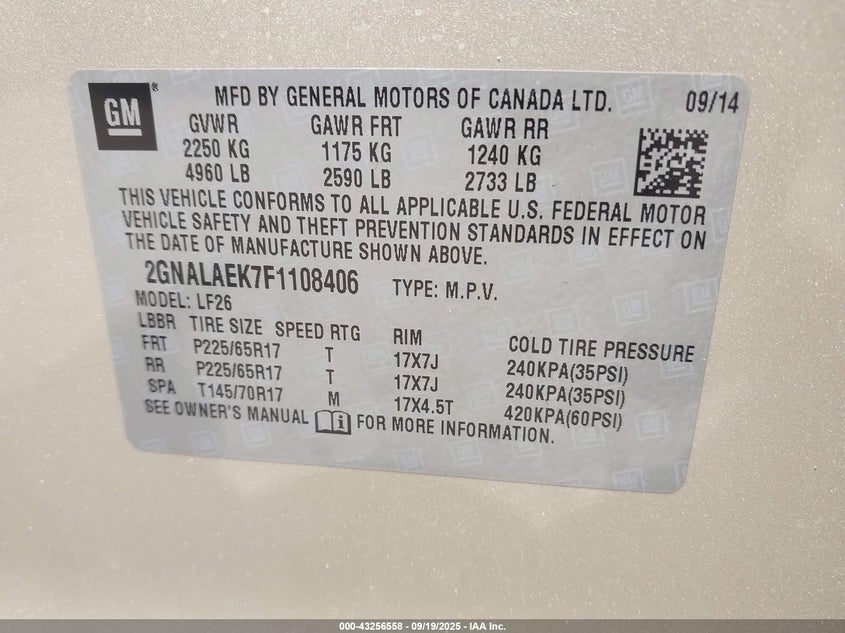 GM ®
MFD BY GENERAL MOTORS OF CANADA LTD. 09/14
GVWR GAWR FRT GAWR RR
2250 KG 1175 KG 1240 KG
4960 LB 2590 LB 2733 LB
THIS VEHICLE CONFORMS TO ALL APPLICABLE U.S. FEDERAL MOTOR
VEHICLE SAFETY AND THEFT PREVENTION STANDARDS IN EFFECT ON
THE DATE OF MANUFACTURE SHOWN ABOVE.
2GNALAEK7F1108406 TYPE: M.P.V.
MODEL: LF26
LBBR TIRE SIZE SPEED RTG RIM COLD TIRE PRESSURE
FRT P225/65R17 T 17X7J 240KPA(35PSI)
RR P225/65R17 T 17X7J 240KPA(35PSI)
SPA T145/70R17 M 17X4.5T 420KPA(60PSI)
SEE OWNER'S MANUAL FOR MORE INFORMATION.
000-43256558 - 09/19/2025 - IAA Inc.